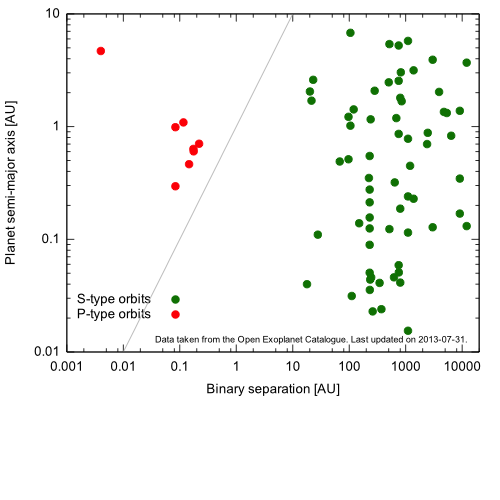 10
1
0.1
0.01
Planet semi-major axis [AU]
S-type orbits
P-type orbits
Data taken from the Open Exoplanet Catalogue. Last updated on 2013-07-31.
0.001 0.01 0.1 1 10 100 1000 10000
Binary separation [AU]